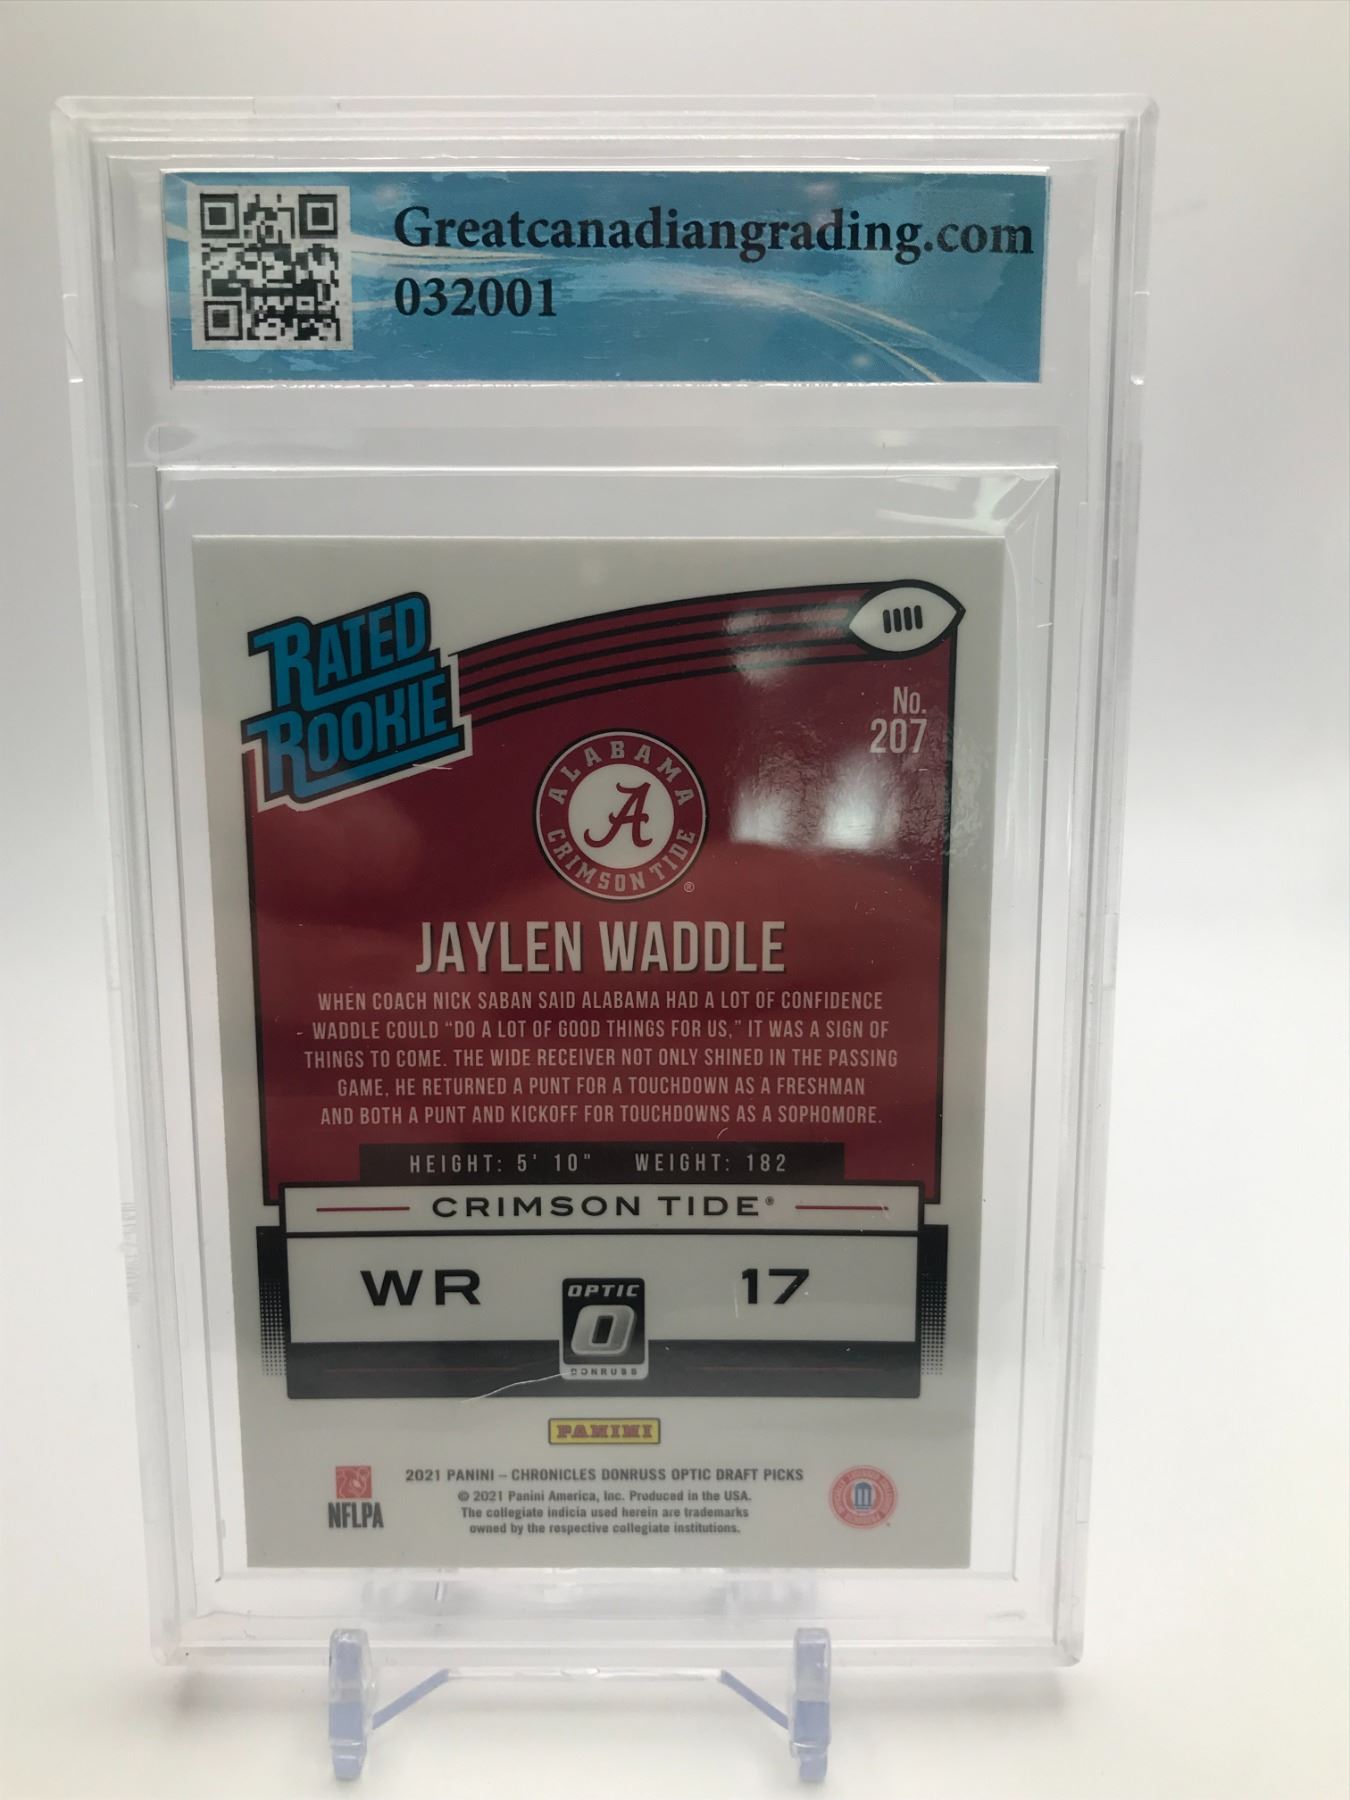 Greatcanadiangrading.com
032001
RATED
ROOKIE
No.
207
ALABAMA
A
CRIMSON TIDE®
JAYLEN WADDLE
WHEN COACH NICK SABAN SAID ALABAMA HAD A LOT OF CONFIDENCE
WADDLE COULD "DO A LOT OF GOOD THINGS FOR US," IT WAS A SIGN OF
THINGS TO COME. THE WIDE RECEIVER NOT ONLY SHINED IN THE PASSING
GAME, HE RETURNED A PUNT FOR A TOUCHDOWN AS A FRESHMAN
AND BOTH A PUNT AND KICKOFF FOR TOUCHDOWNS AS A SOPHOMORE.
HEIGHT: 5' 10" WEIGHT: 182
CRIMSON TIDE®
WR 17
OPTIC
O
DONRUSS
PANINI
2021 PANINI – CHRONICLES DONRUSS OPTIC DRAFT PICKS
© 2021 Panini America, Inc. Produced in the USA.
The collegiate indicia used herein are trademarks
owned by the respective collegiate institutions.
NFLPA